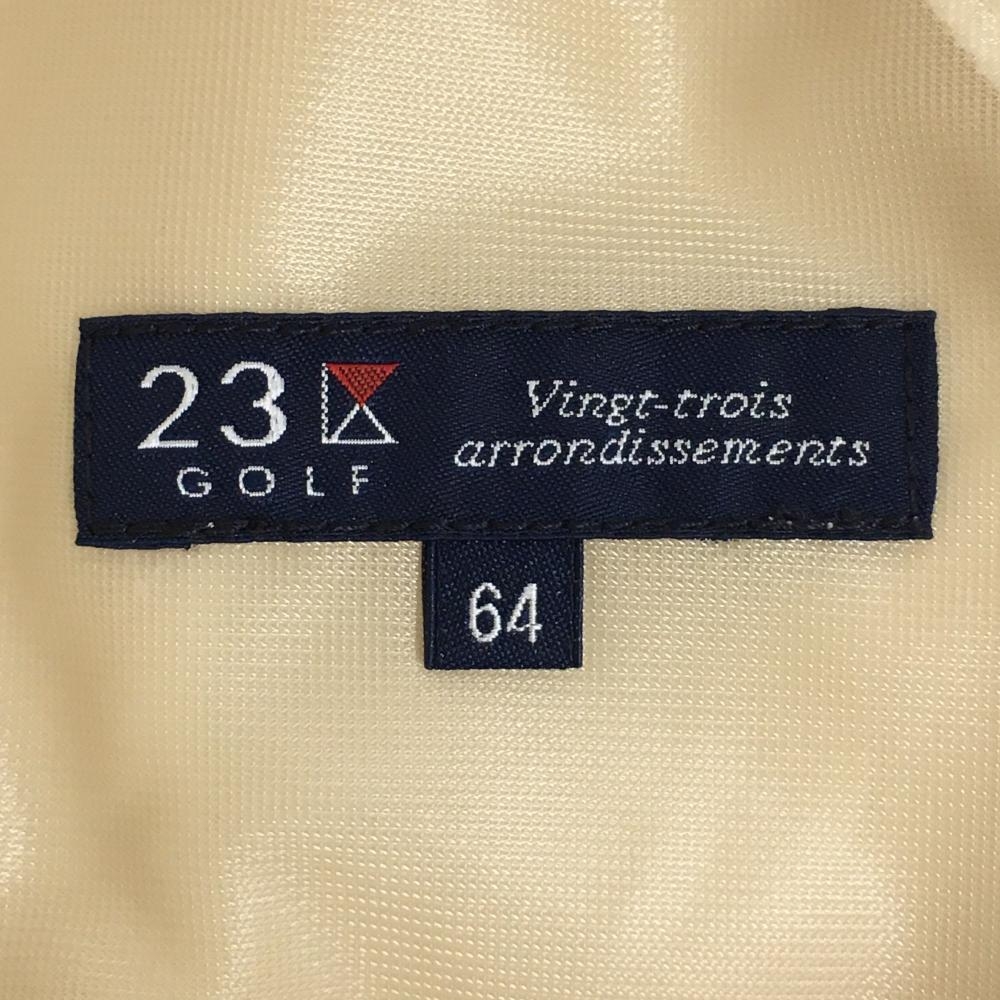 23
GOLF
Vingt-trois
arrondissements
64